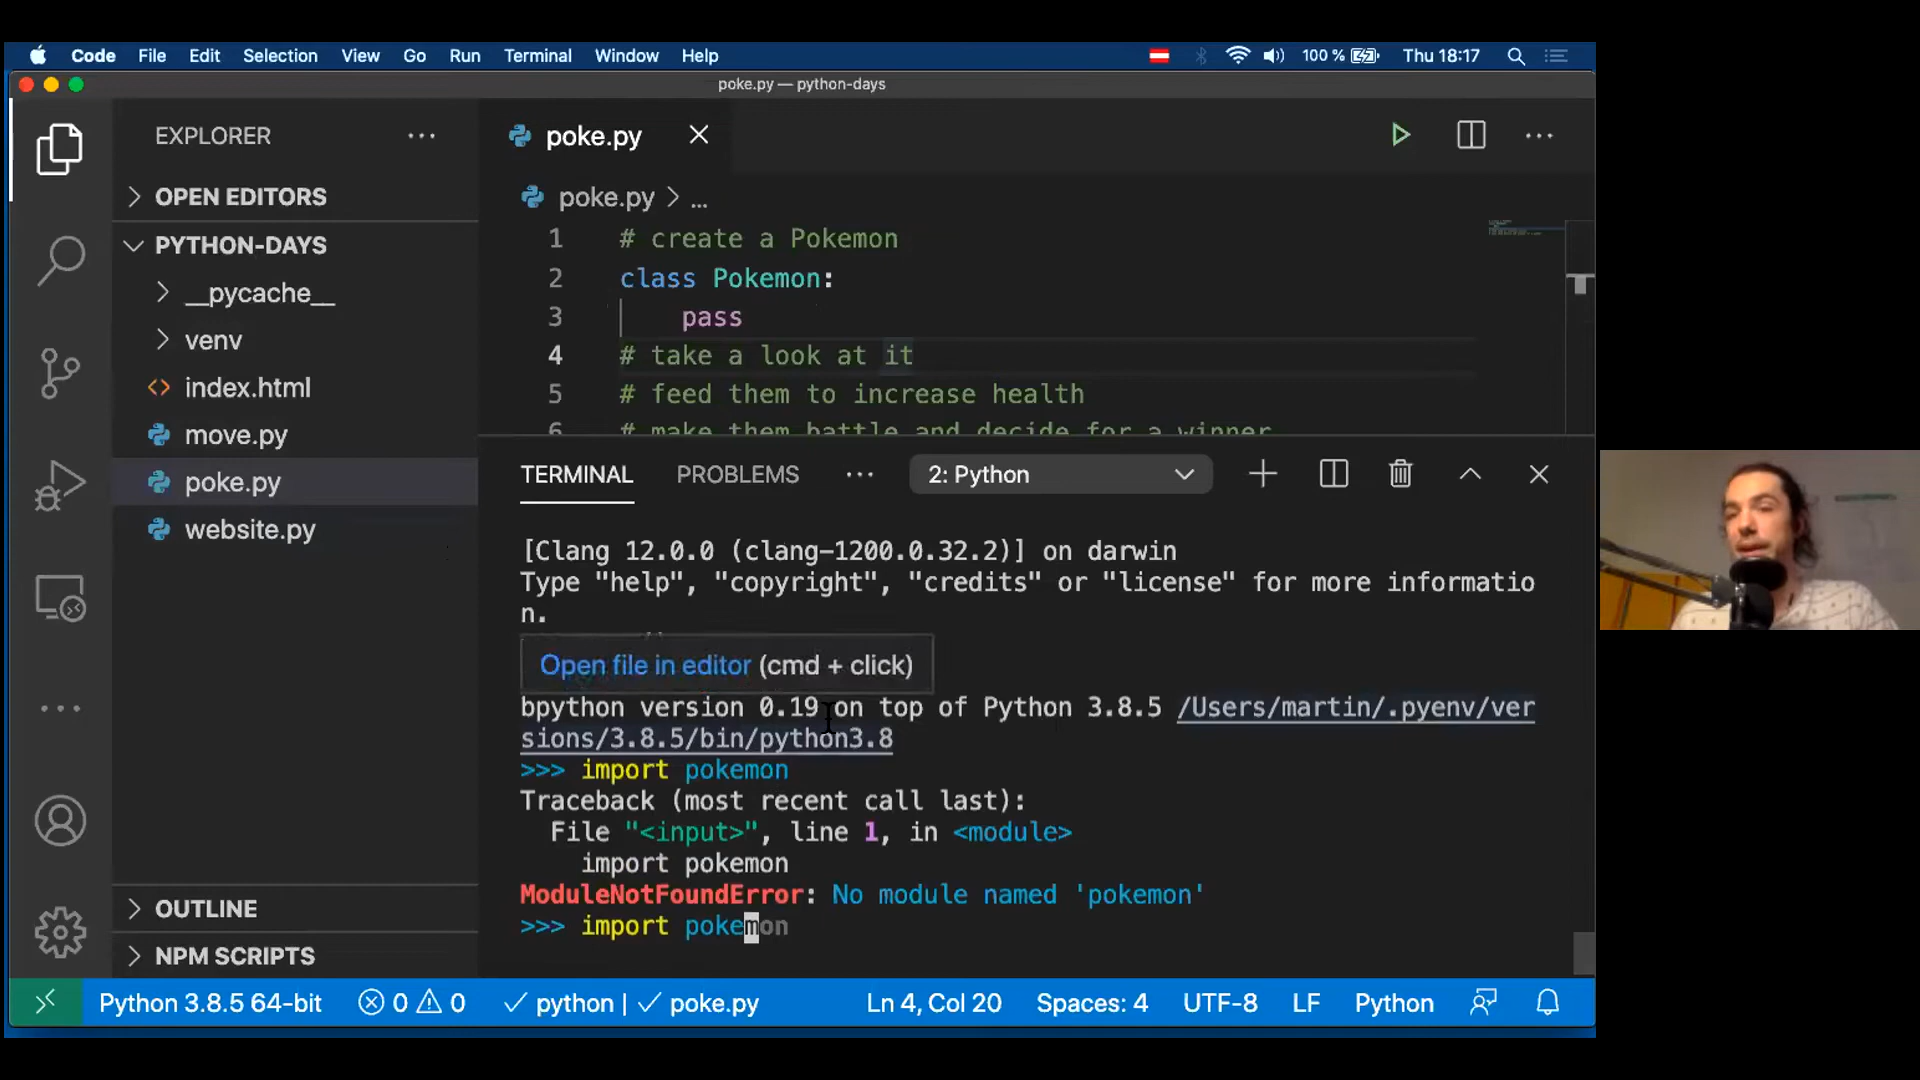 Code File Edit Selection View Go Run Terminal Window Help 100 % Thu 18:17
poke.py — python-days
EXPLORER ···
OPEN EDITORS
PYTHON-DAYS
__pycache__
venv
<> index.html
move.py
poke.py
website.py
OUTLINE
NPM SCRIPTS
poke.py
poke.py > ...
1 # create a Pokemon
2 class Pokemon:
3 pass
4 # take a look at it
5 # feed them to increase health
6 # make them battle and decide for a winner
TERMINAL PROBLEMS ··· 2: Python
[Clang 12.0.0 (clang-1200.0.32.2)] on darwin
Type "help", "copyright", "credits" or "license" for more informatio
n.
Open file in editor (cmd + click)
bpython version 0.19 on top of Python 3.8.5 /Users/martin/.pyenv/ver
sions/3.8.5/bin/python3.8
>>> import pokemon
Traceback (most recent call last):
File "<input>", line 1, in <module>
import pokemon
ModuleNotFoundError: No module named 'pokemon'
>>> import pokemon
Python 3.8.5 64-bit 0 0 python | poke.py Ln 4, Col 20 Spaces: 4 UTF-8 LF Python